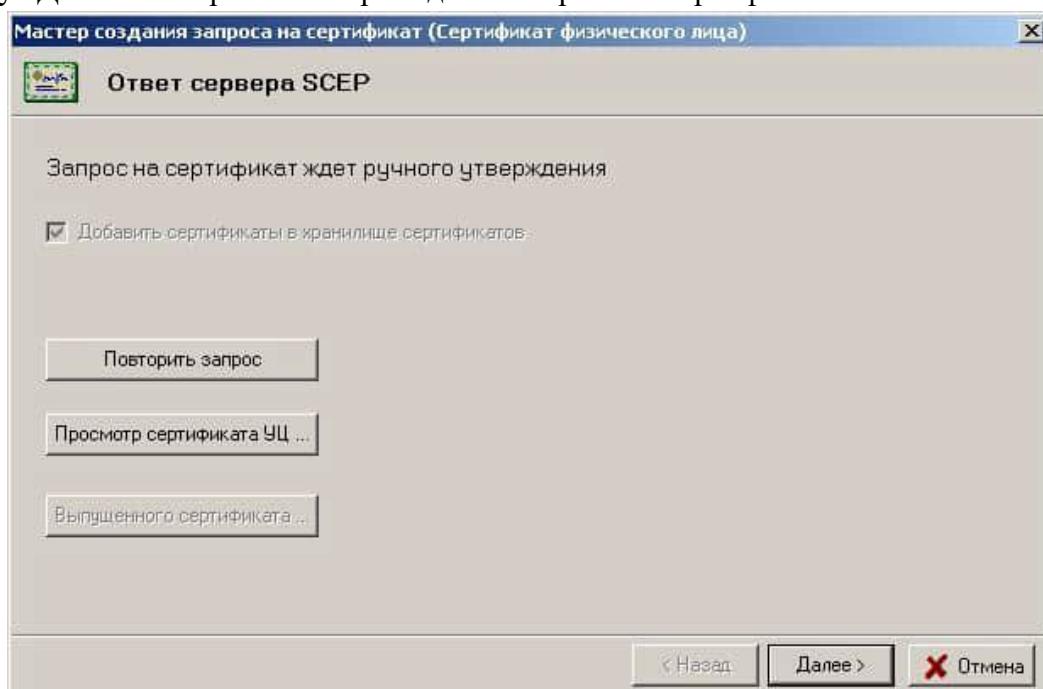 Мастер создания запроса на сертификат (Сертификат физического лица)
Ответ сервера SCEP
Запрос на сертификат ждет ручного утверждения
Добавить сертификаты в хранилище сертификатов
Повторить запрос
Просмотр сертификата УЦ ...
Выпущенного сертификата ...
< Назад
Далее >
Отмена